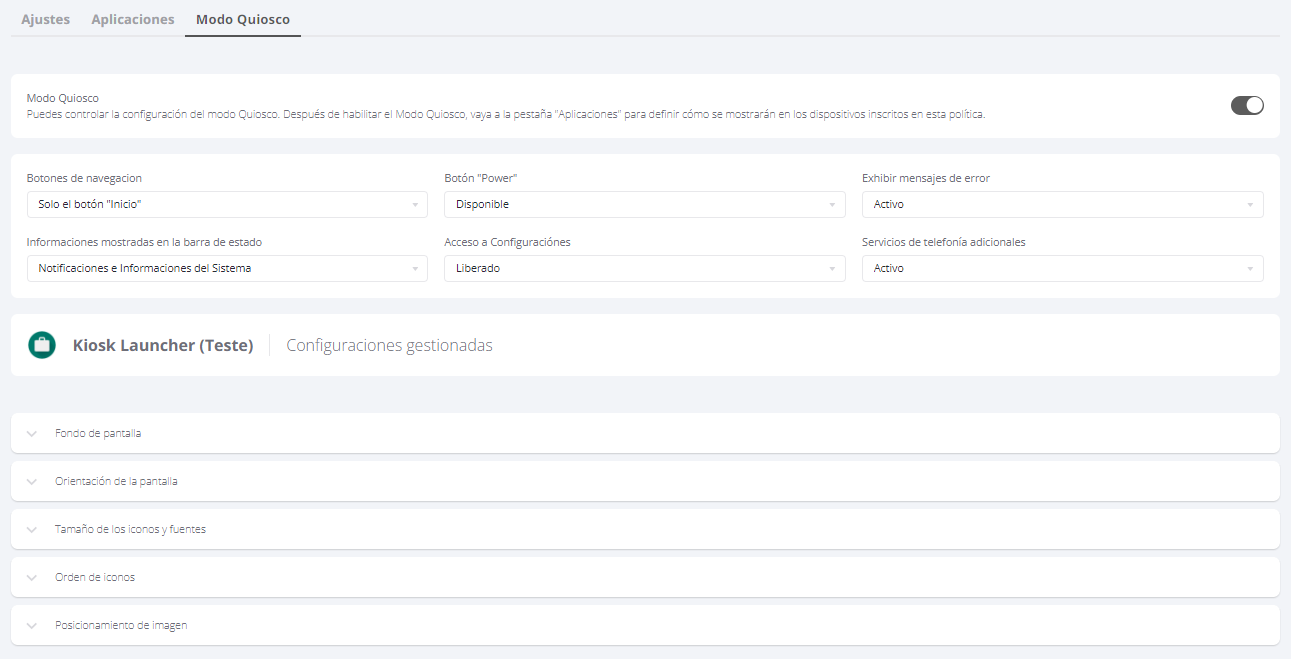 Ajustes Aplicaciones Modo Quiosco
Modo Quiosco
Puedes controlar la configuración del modo Quiosco. Después de habilitar el Modo Quiosco, vaya a la pestaña "Aplicaciones" para definir cómo se mostrarán en los dispositivos inscritos en esta política.
Botones de navegacion Botón "Power" Exhibir mensajes de error
Solo el botón "Inicio" Disponible Activo
Informaciones mostradas en la barra de estado Acceso a Configuraciónes Servicios de telefonía adicionales
Notificaciones e Informaciones del Sistema Liberado Activo
Kiosk Launcher (Teste) Configuraciones gestionadas
Fondo de pantalla
Orientación de la pantalla
Tamaño de los iconos y fuentes
Orden de iconos
Posicionamiento de imagen